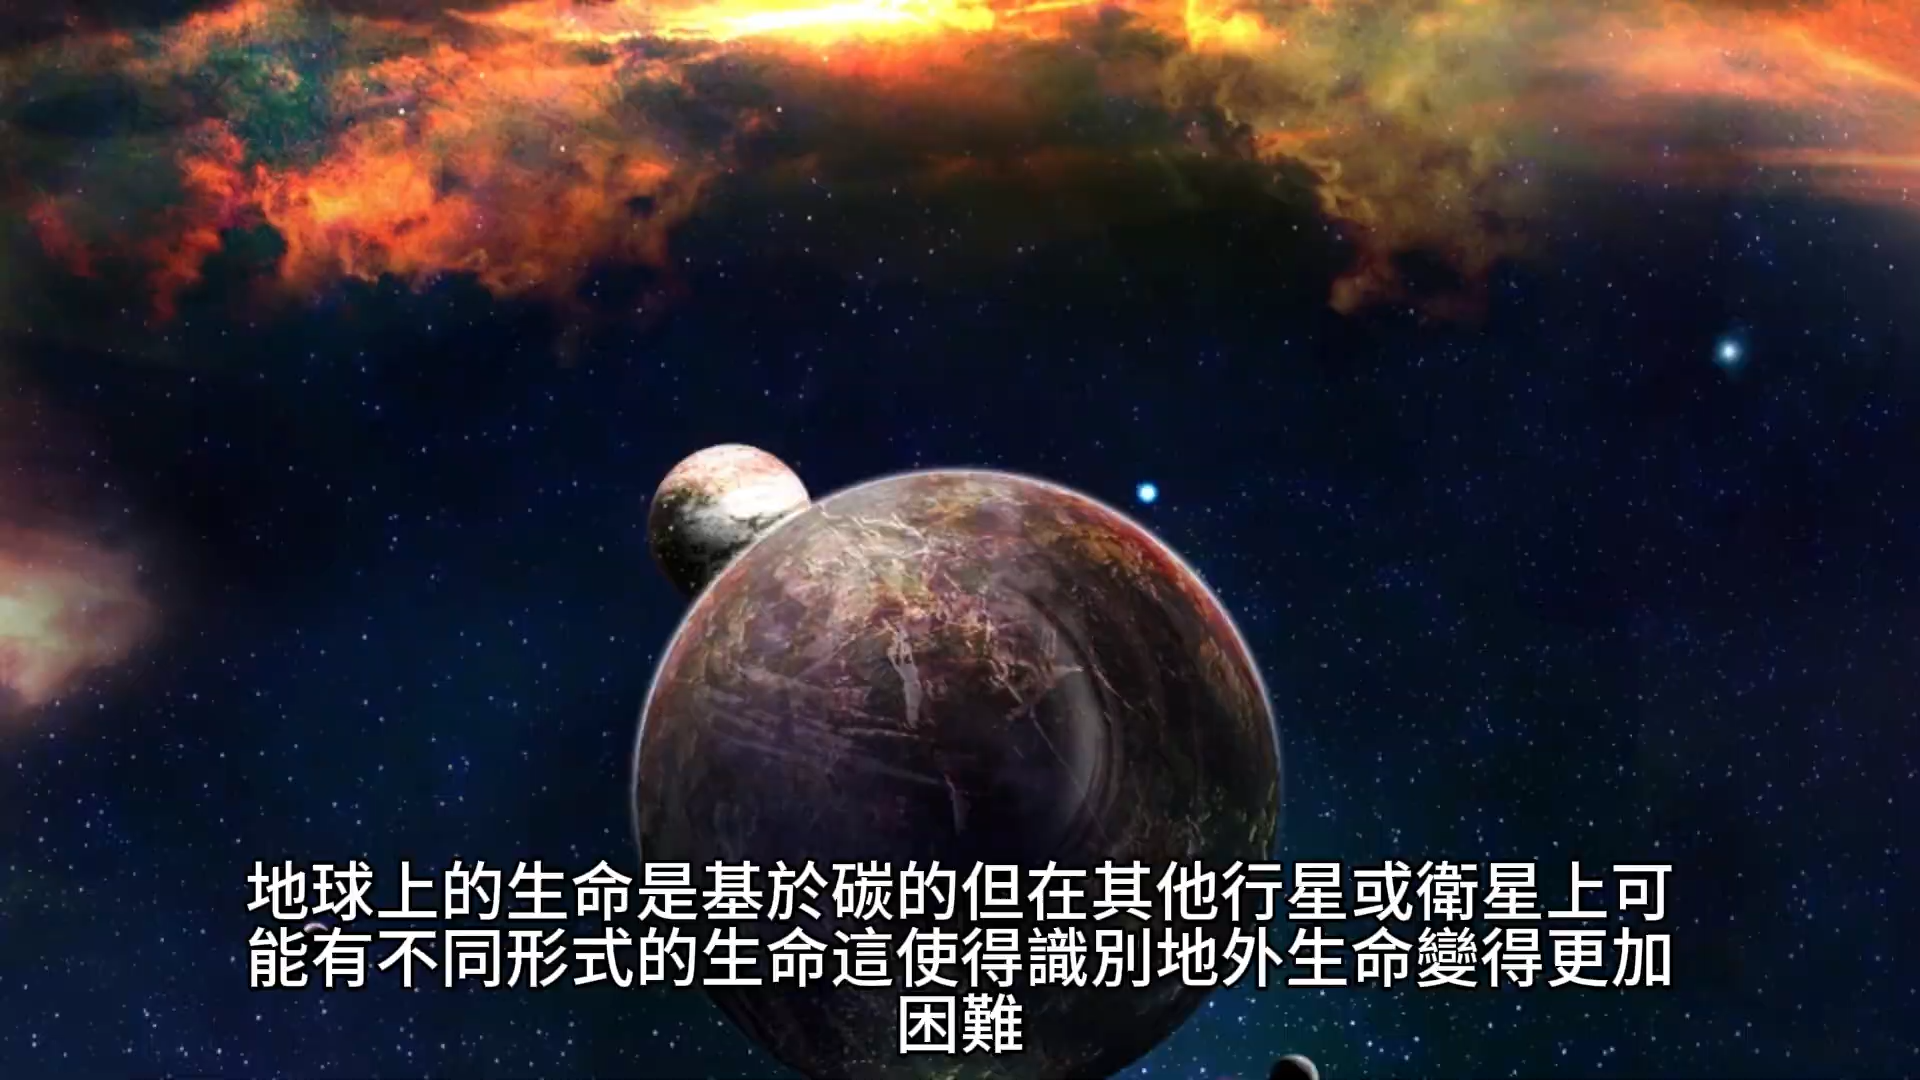 地球上的生命是基於碳的但在其他行星或衛星上可
能有不同形式的生命這使得識別地外生命變得更加
困難